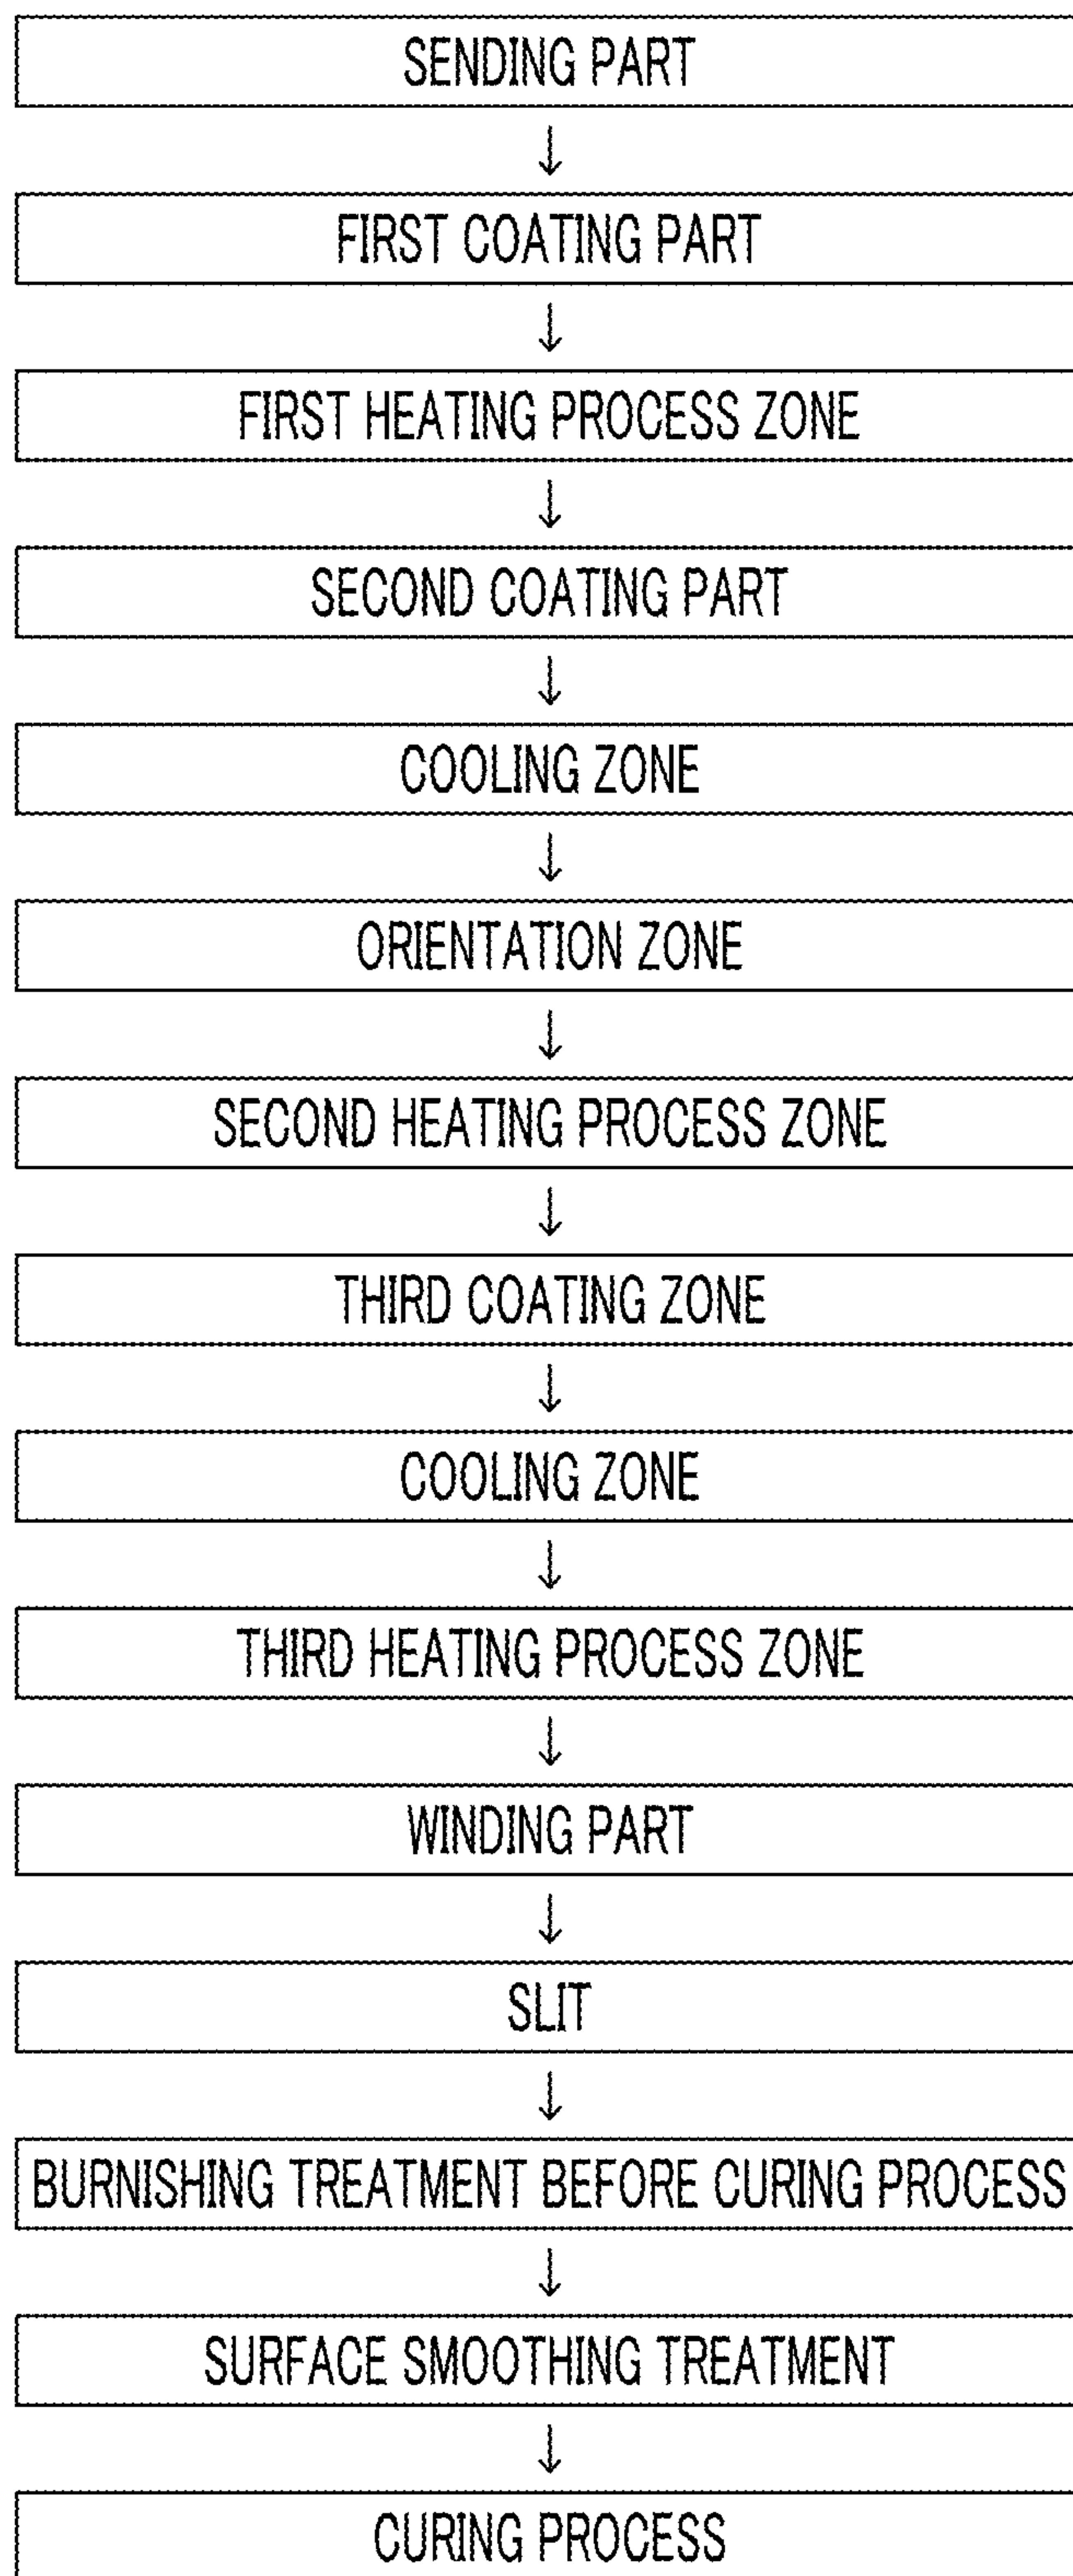 SENDING PART
↓
FIRST COATING PART
↓
FIRST HEATING PROCESS ZONE
↓
SECOND COATING PART
↓
COOLING ZONE
↓
ORIENTATION ZONE
↓
SECOND HEATING PROCESS ZONE
↓
THIRD COATING ZONE
↓
COOLING ZONE
↓
THIRD HEATING PROCESS ZONE
↓
WINDING PART
↓
SLIT
↓
BURNISHING TREATMENT BEFORE CURING PROCESS
↓
SURFACE SMOOTHING TREATMENT
↓
CURING PROCESS